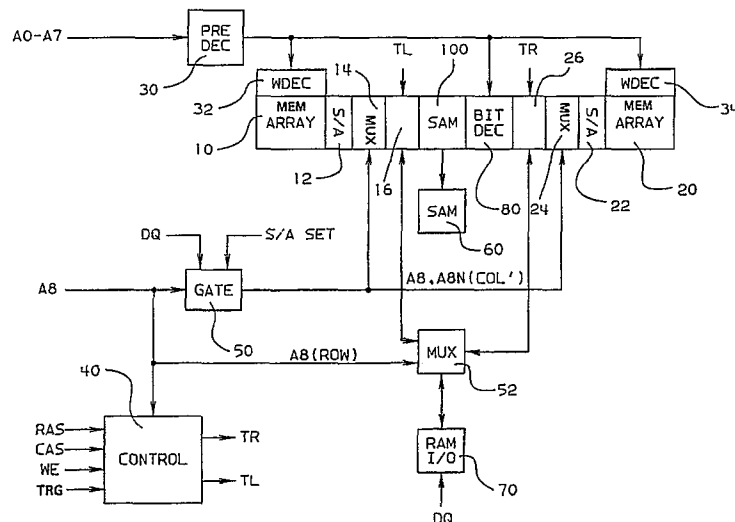 A0-A7
PRE DEC
30
TL
100
TR
26
14
WDEC
WDEC
32
34
MEM ARRAY
S/A
MUX
SAM
BIT DEC
MUX
S/A
MEM ARRAY
10
12
16
80
24
22
20
SAM
60
DQ
S/A SET
A8
GATE
A8,A8N(COL')
50
A8(ROW)
MUX
52
40
RAS
CAS
WE
TRG
CONTROL
TR
TL
RAM I/O
70
DQ